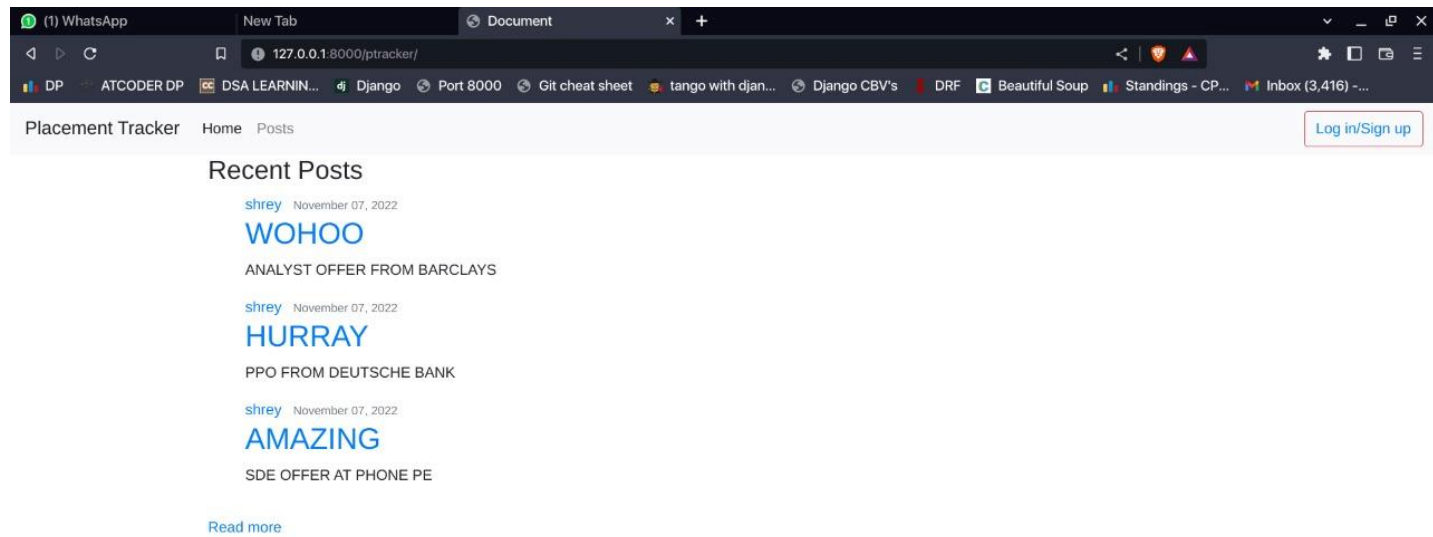 (1) WhatsApp New Tab Document
127.0.0.1:8000/ptracker/
DP ATCODER DP DSA LEARNIN... Django Port 8000 Git cheat sheet tango with djan... Django CBV's DRF Beautiful Soup Standings - CP... Inbox (3,416) -...
Placement Tracker Home Posts Log in/Sign up
Recent Posts
shrey November 07, 2022
WOHOO
ANALYST OFFER FROM BARCLAYS
shrey November 07, 2022
HURRAY
PPO FROM DEUTSCHE BANK
shrey November 07, 2022
AMAZING
SDE OFFER AT PHONE PE
Read more